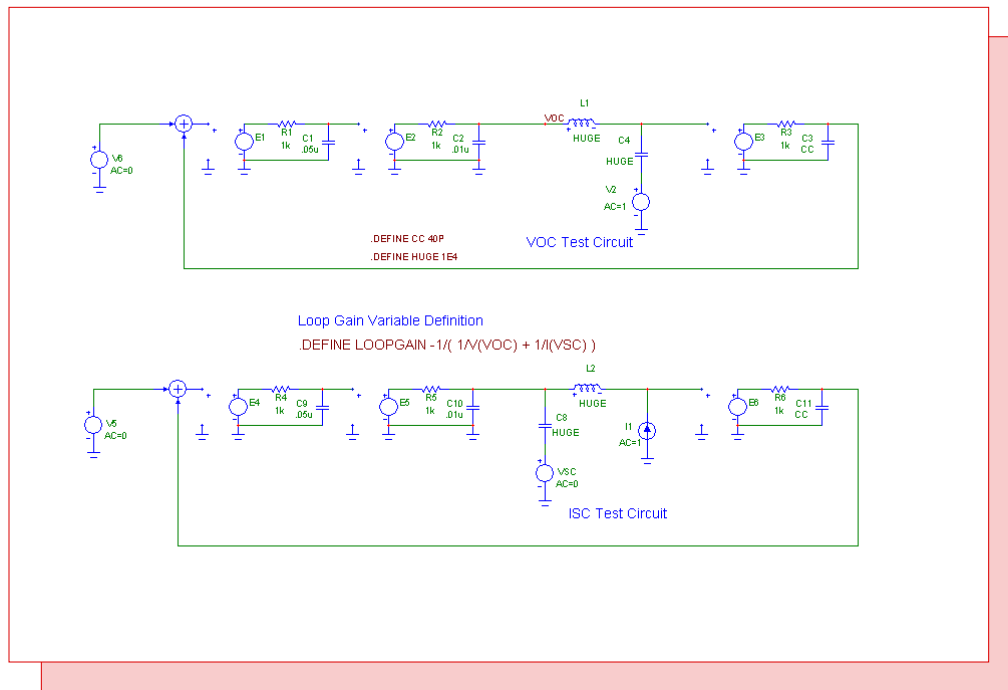 L1
VOC
HUGE
+
-
E1
R1
1k
C1
.05u
E2
R2
1k
C2
.01u
C4
HUGE
E3
R3
1k
C3
CC
V6
AC=0
V2
AC=1
.DEFINE CC 40P
.DEFINE HUGE 1E4
VOC Test Circuit
Loop Gain Variable Definition
.DEFINE LOOPGAIN -1/( 1/V(VOC) + 1/I(VSC) )
L2
HUGE
V5
AC=0
E4
R4
1k
C9
.05u
E5
R5
1k
C10
.01u
C8
HUGE
I1
AC=1
E6
R6
1k
C11
CC
VSC
AC=0
ISC Test Circuit